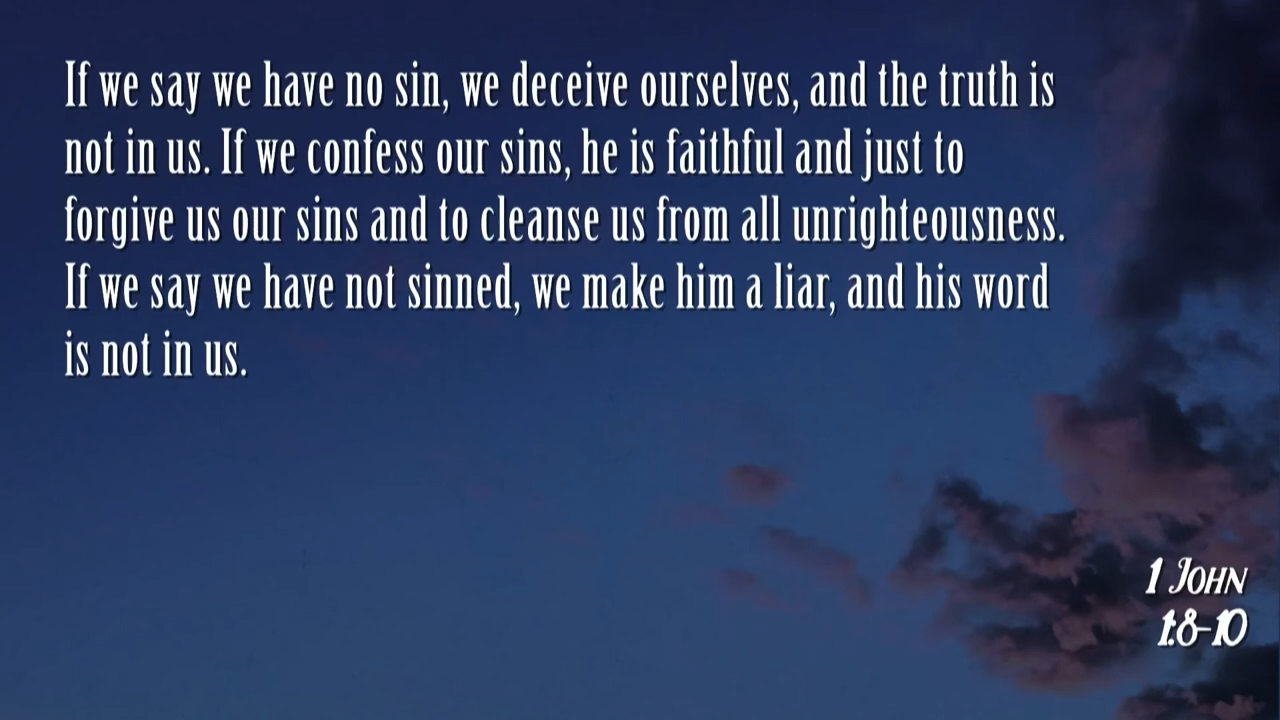 If we say we have no sin, we deceive ourselves, and the truth is
not in us. If we confess our sins, he is faithful and just to
forgive us our sins and to cleanse us from all unrighteousness.
If we say we have not sinned, we make him a liar, and his word
is not in us.
1 John
1:8-10